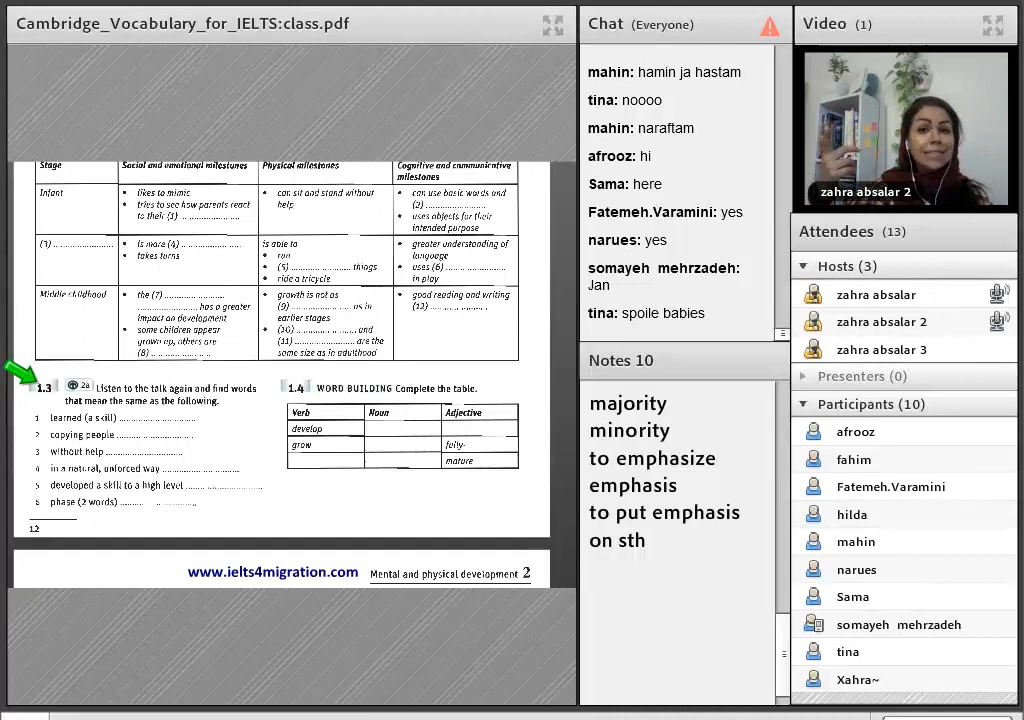 Cambridge_Vocabulary_for_IELTS:class.pdf
Stage Social and emotional milestones Physical milestones Cognitive and communicative milestones
Infant
• likes to mimic
• tries to see how parents react to their (1) ........................
• can sit and stand without help
• can use basic words and (2) ........................
• uses objects for their intended purpose
(3) ........................
• is more (4) ........................
• takes turns
is able to
• run
• (5) ........................ things
• ride a tricycle
• greater understanding of language
• uses (6) ........................ in play
Middle childhood
• the (7) ........................ ........................ has a greater impact on development
• some children appear grown up, others are (8) ........................
• growth is not as (9) ........................ as in earlier stages
• (10) ........................ and (11) ........................ are the same size as in adulthood
• good reading and writing (12) ........................
1.3 2a Listen to the talk again and find words
that mean the same as the following.
1 learned (a skill) ........................
2 copying people ........................
3 without help ........................
4 in a natural, unforced way ........................
5 developed a skill to a high level ........................
6 phase (2 words) ........................
12
1.4 WORD BUILDING Complete the table.
Verb Noun Adjective
develop
grow fully-
mature
www.ielts4migration.com Mental and physical development 2
Chat (Everyone)
mahin: hamin ja hastam
tina: noooo
mahin: naraftam
afrooz: hi
Sama: here
Fatemeh.Varamini: yes
narues: yes
somayeh mehrzadeh:
Jan
tina: spoile babies
Notes 10
majority
minority
to emphasize
emphasis
to put emphasis
on sth
Video (1)
zahra absalar 2
Attendees (13)
Hosts (3)
zahra absalar
zahra absalar 2
zahra absalar 3
Presenters (0)
Participants (10)
afrooz
fahim
Fatemeh.Varamini
hilda
mahin
narues
Sama
somayeh mehrzadeh
tina
Xahra~